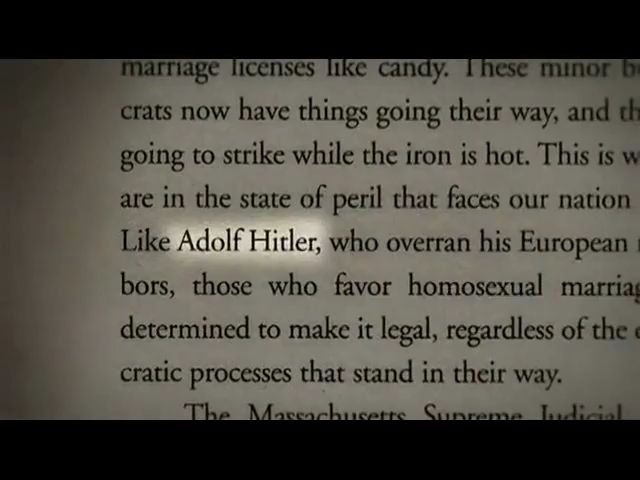 marriage licenses like candy. These minor
crats now have things going their way, and
going to strike while the iron is hot. This is
are in the state of peril that faces our nation
Like Adolf Hitler, who overran his European
bors, those who favor homosexual
determined to make it legal, regardless of the
cratic processes that stand in their way.
The Massachusetts Supreme Judicial